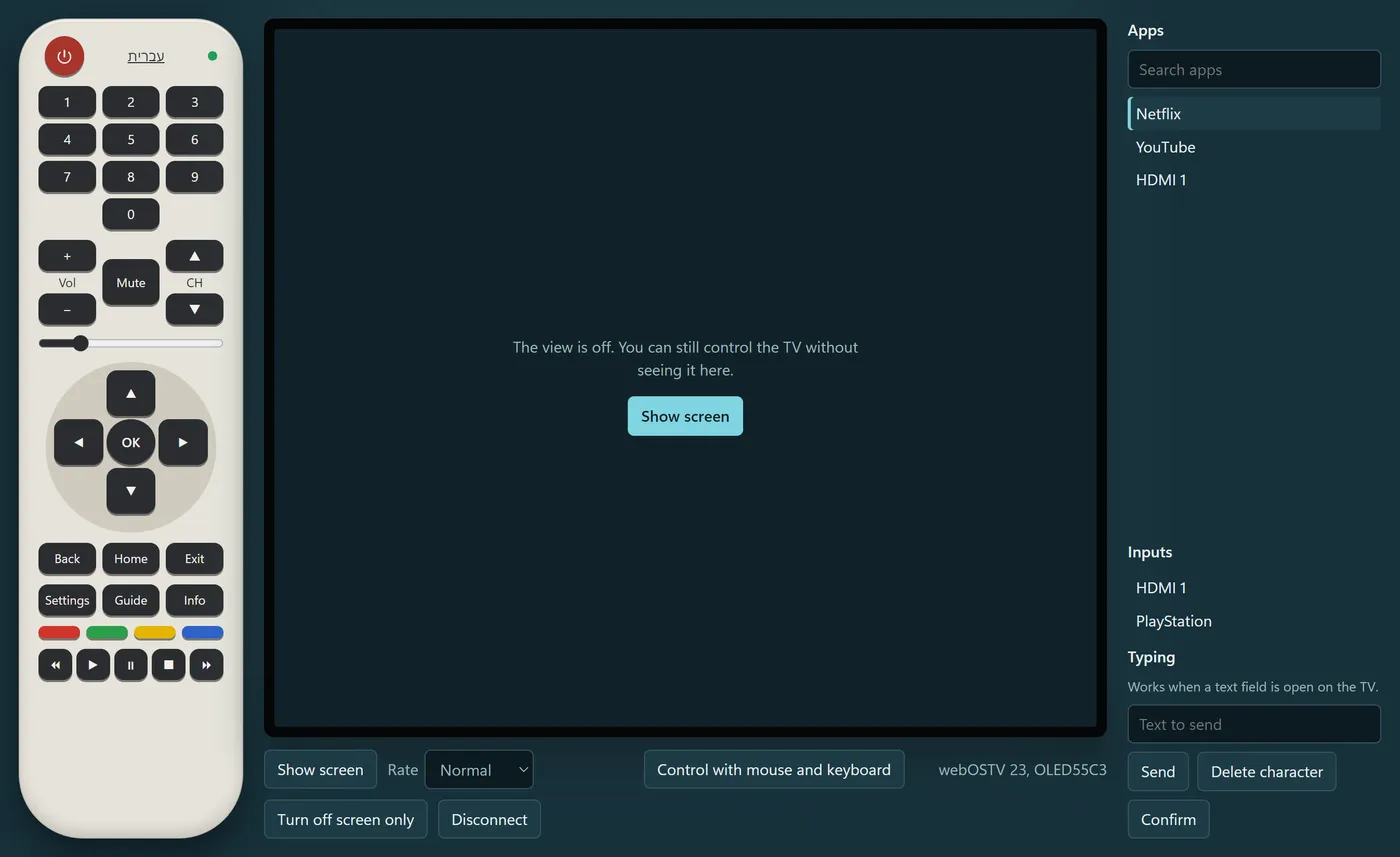 עברית
1
2
3
4
5
6
7
8
9
0
+
Vol
−
Mute
▲
CH
▼
▲
◀
OK
▶
▼
Back
Home
Exit
Settings
Guide
Info
The view is off. You can still control the TV without
seeing it here.
Show screen
Show screen
Rate
Normal
Control with mouse and keyboard
webOSTV 23, OLED55C3
Turn off screen only
Disconnect
Apps
Search apps
Netflix
YouTube
HDMI 1
Inputs
HDMI 1
PlayStation
Typing
Works when a text field is open on the TV.
Text to send
Send
Delete character
Confirm